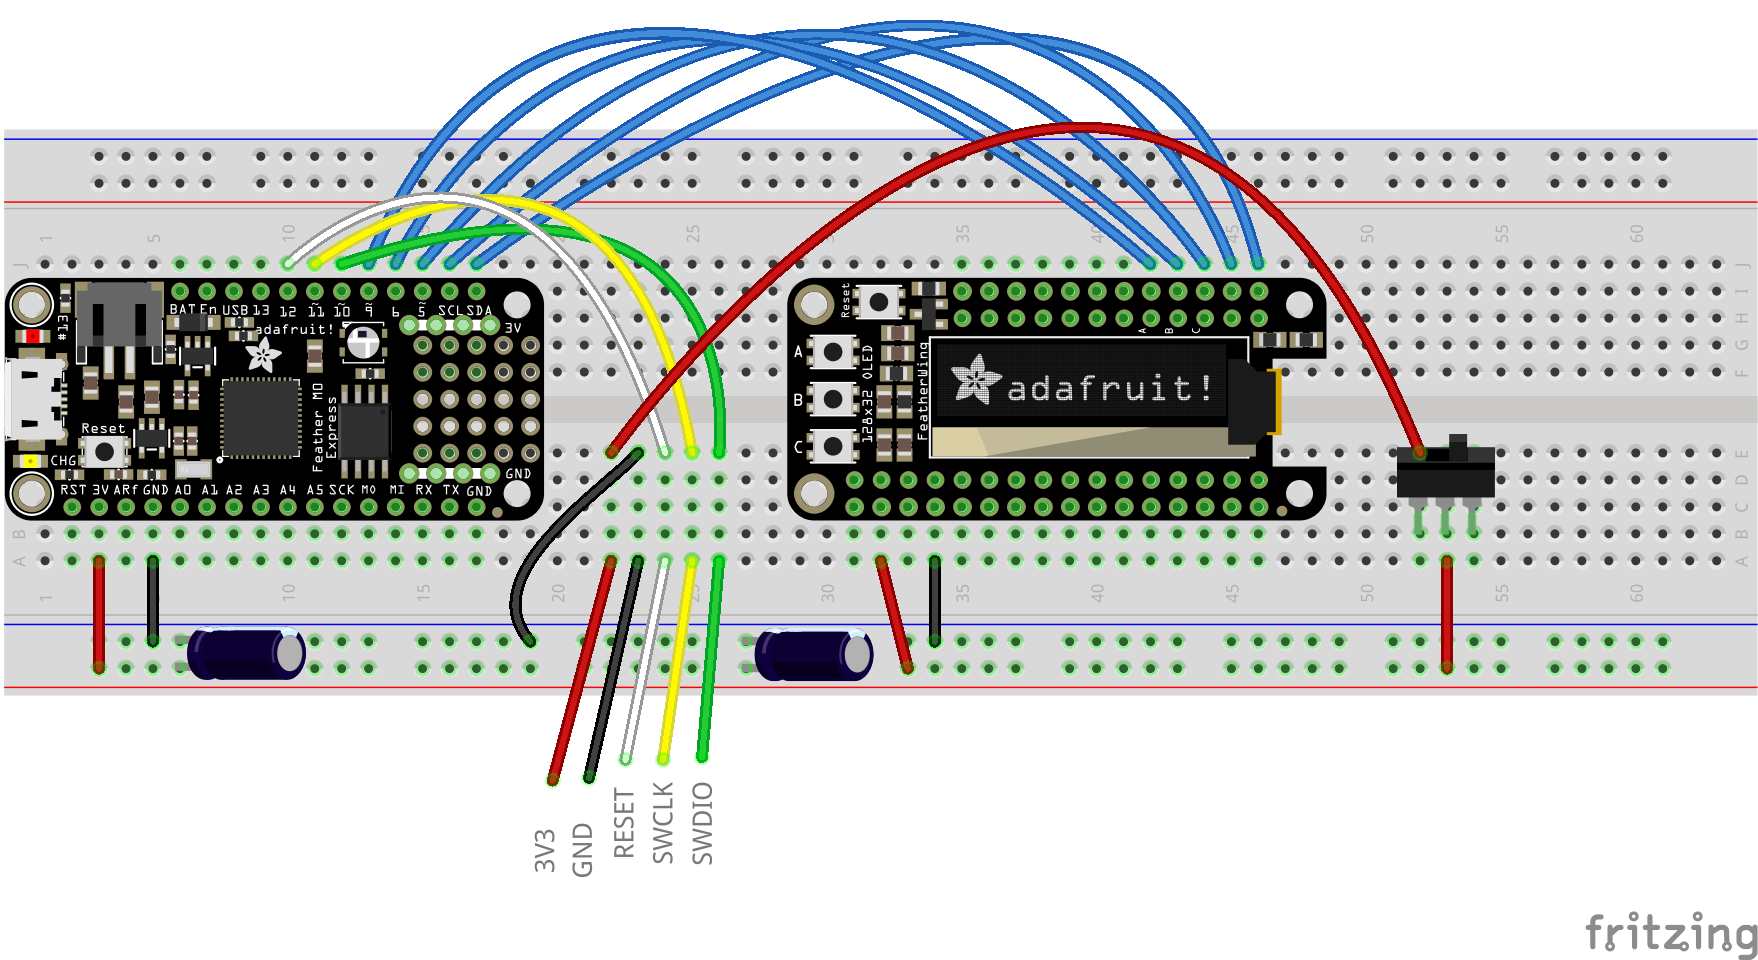 1 5 10 25 35 40 45 50 55 60
J J
H
G
F
BAT En USB 13 12 11 10 9 6 5 SCL SDA
3V
#13
adafruit!
Feather M0
Express
Reset
CHG
GND
RST 3V ARf GND A0 A1 A2 A3 A4 A5 SCK M0 MI RX TX GND
Reset
A
B
C
128x32 OLED
FeatherWing
A B C
adafruit!
E
D
C
B B
A A
1 10 15 20 30 35 40 45 55 60
3V3
GND
RESET
SWCLK
SWDIO
fritzing